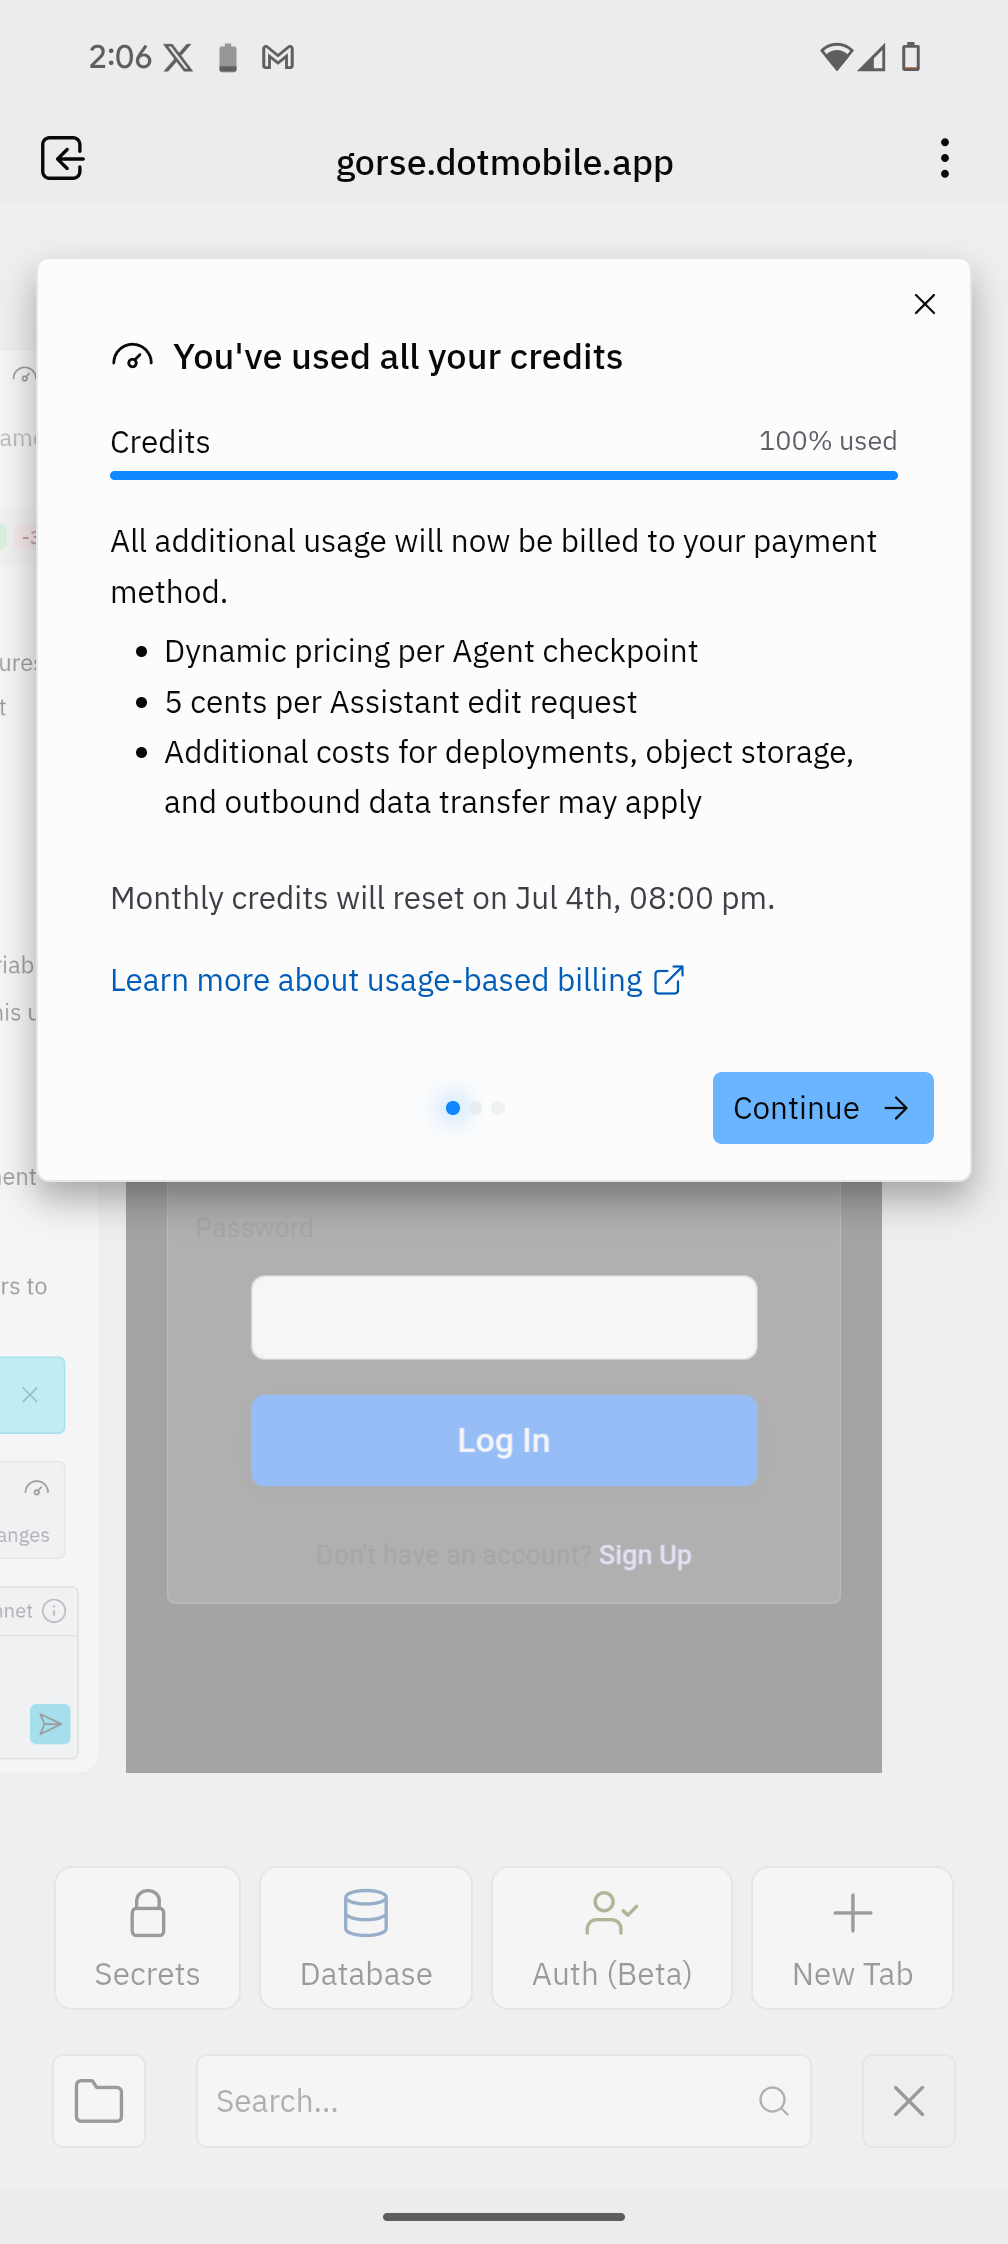 2:06
gorse.dotmobile.app
You've used all your credits
Credits
100% used
All additional usage will now be billed to your payment
method.
• Dynamic pricing per Agent checkpoint
• 5 cents per Assistant edit request
• Additional costs for deployments, object storage,
and outbound data transfer may apply
Monthly credits will reset on Jul 4th, 08:00 pm.
Learn more about usage-based billing
Continue
Password
rs to
Log In
anges
Don't have an account? Sign Up
Secrets
Database
Auth (Beta)
New Tab
Search...